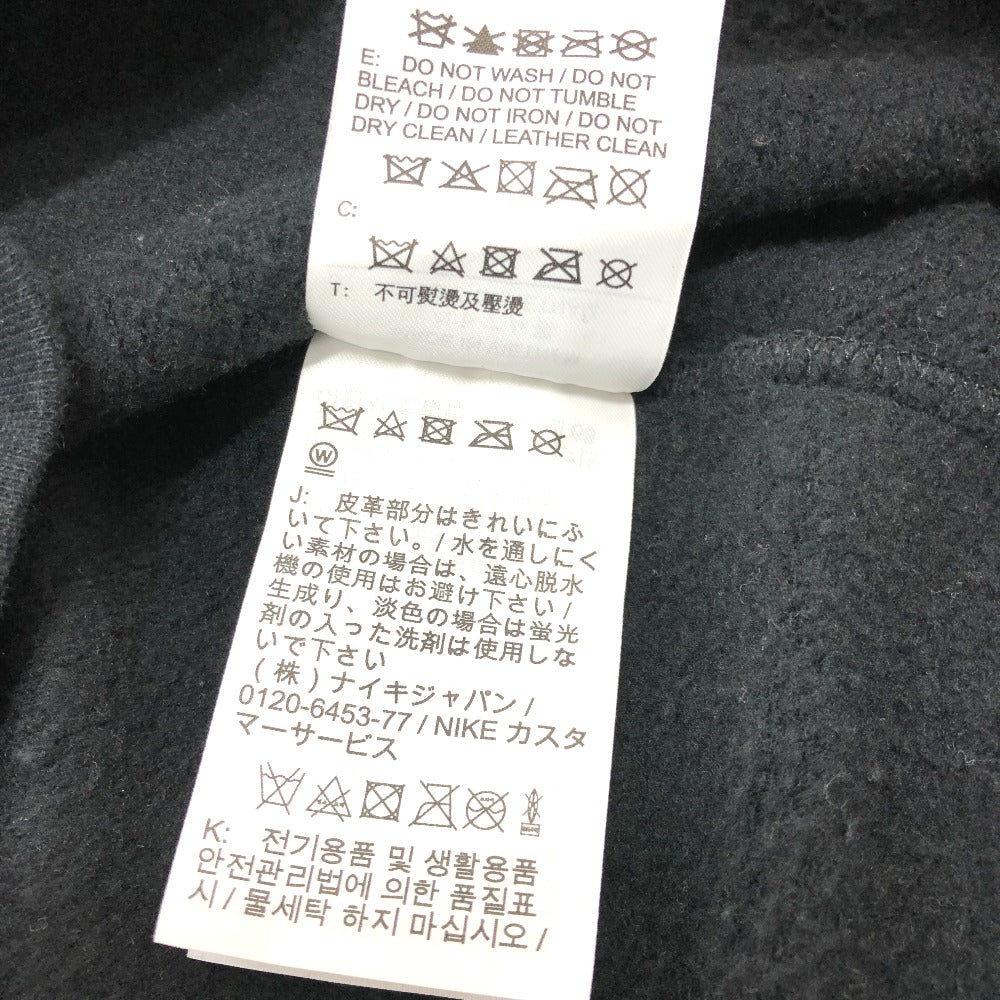 E: DO NOT WASH / DO NOT
BLEACH / DO NOT TUMBLE
DRY / DO NOT IRON / DO NOT
DRY CLEAN / LEATHER CLEAN
C:
T: 不可熨燙及壓燙
W
J: 皮革部分はきれいにふ
いて下さい。/ 水を通しにく
い素材の場合は、遠心脱水
機の使用はお避け下さい /
生成り、淡色の場合は蛍光
剤の入った洗剤は使用しな
いで下さい
(株)ナイキジャパン /
0120-6453-77 / NIKE カスタ
マーサービス
K: 전기용품 및 생활용품
안전관리법에 의한 품질표
시 / 물세탁 하지 마십시오 /